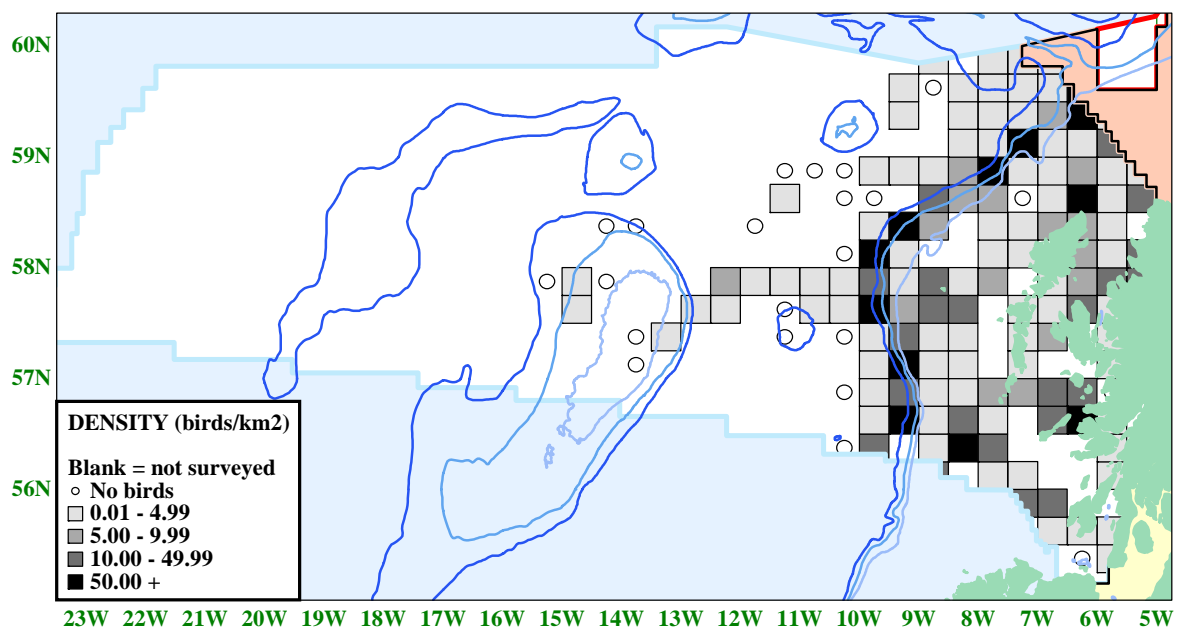 60N
59N
58N
57N
56N
DENSITY (birds/km2)
Blank = not surveyed
No birds
0.01 - 4.99
5.00 - 9.99
10.00 - 49.99
50.00 +
23W 22W 21W 20W 19W 18W 17W 16W 15W 14W 13W 12W 11W 10W 9W 8W 7W 6W 5W